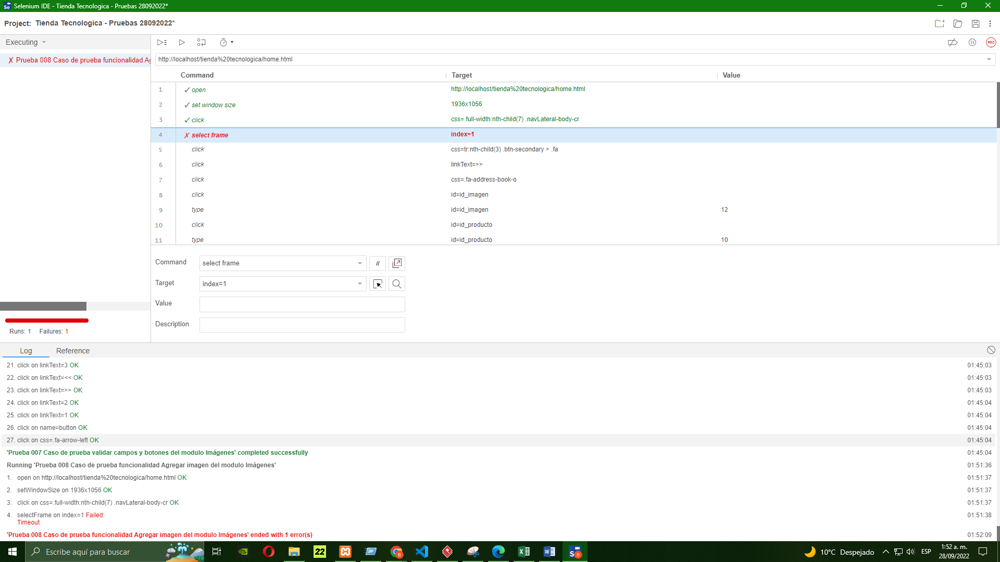 Selenium IDE - Tienda Tecnologica - Pruebas 28092022*
Project: Tienda Tecnologica - Pruebas 28092022*
Executing
REC
✗ Prueba 008 Caso de prueba funcionalidad Ag
http://localhost/tienda%20tecnologica/home.html
Command Target Value
1 ✓ open http://localhost/tienda%20tecnologica/home.html
2 ✓ set window size 1936x1056
3 ✓ click css=.full-width:nth-child(7) .navLateral-body-cr
4 ✗ select frame index=1
5 click css=tr:nth-child(3) .btn-secondary > .fa
6 click linkText=>>
7 click css=.fa-address-book-o
8 click id=id_imagen
9 type id=id_imagen 12
10 click id=id_producto
11 type id=id_producto 10
Command select frame //
Target index=1
Value
Description
Runs: 1 Failures: 1
Log Reference
21. click on linkText=3 OK 01:45:03
22. click on linkText=<< OK 01:45:03
23. click on linkText=>> OK 01:45:03
24. click on linkText=2 OK 01:45:04
25. click on linkText=1 OK 01:45:04
26. click on name=button OK 01:45:04
27. click on css=.fa-arrow-left OK 01:45:04
'Prueba 007 Caso de prueba validar campos y botones del modulo Imágenes' completed successfully 01:45:04
Running 'Prueba 008 Caso de prueba funcionalidad Agregar imagen del modulo Imágenes' 01:51:36
1. open on http://localhost/tienda%20tecnologica/home.html OK 01:51:37
2. setWindowSize on 1936x1056 OK 01:51:37
3. click on css=.full-width:nth-child(7) .navLateral-body-cr OK 01:51:37
4. selectFrame on index=1 Failed: 01:51:38
Timeout
'Prueba 008 Caso de prueba funcionalidad Agregar imagen del modulo Imágenes' ended with 1 error(s) 01:52:09
Escribe aquí para buscar
22
10°C Despejado
ESP
1:52 a. m.
28/09/2022